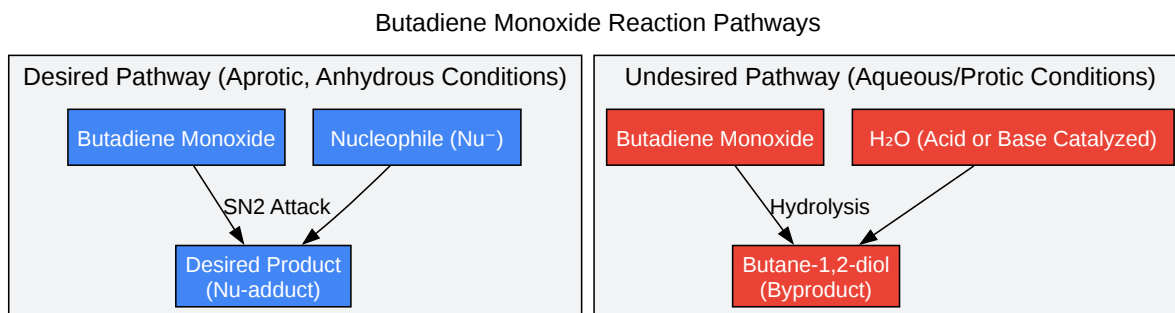 Butadiene Monoxide Reaction Pathways
Desired Pathway (Aprotic, Anhydrous Conditions)
Butadiene Monoxide
Nucleophile (Nu⁻)
SN2 Attack
Desired Product
(Nu-adduct)
Undesired Pathway (Aqueous/Protic Conditions)
Butadiene Monoxide
H₂O (Acid or Base Catalyzed)
Hydrolysis
Butane-1,2-diol
(Byproduct)